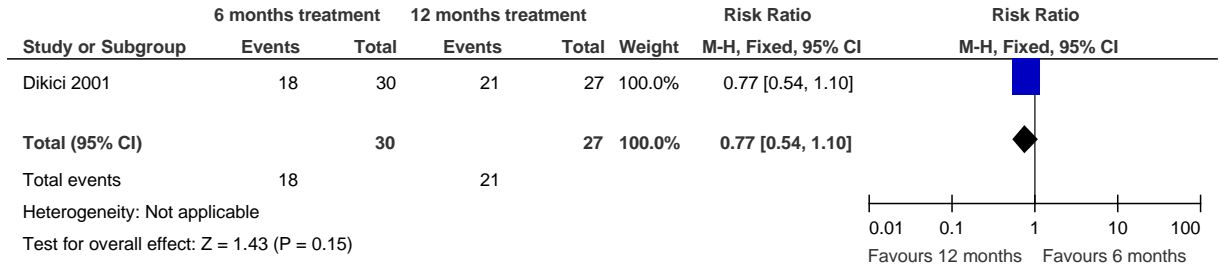 6 months treatment 12 months treatment Risk Ratio Risk Ratio
Study or Subgroup Events Total Events Total Weight M-H, Fixed, 95% CI M-H, Fixed, 95% CI
Dikici 2001 18 30 21 27 100.0% 0.77 [0.54, 1.10]
Total (95% CI) 30 27 100.0% 0.77 [0.54, 1.10]
Total events 18 21
Heterogeneity: Not applicable
Test for overall effect: Z = 1.43 (P = 0.15)
0.01 0.1 1 10 100
Favours 12 months Favours 6 months